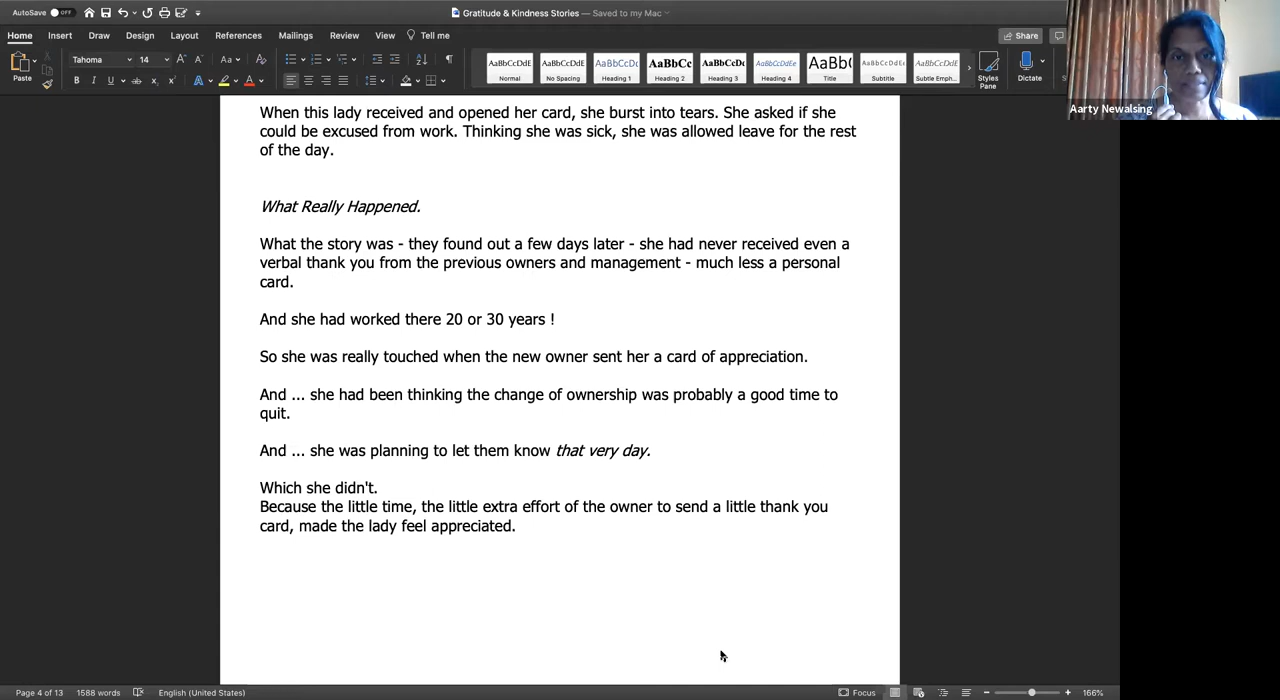 AutoSave OFF
Gratitude & Kindness Stories — Saved to my Mac
Home Insert Draw Design Layout References Mailings Review View Tell me
Share
Paste
Tahoma 14
AaBbCcDdE Normal
AaBbCcDdE No Spacing
AaBbCcDc Heading 1
AaBbCc Heading 2
AaBbCcDc Heading 3
AaBbCcDdEe Heading 4
AaBb( Title
AaBbCcDdEe Subtitle
AaBbCcDdEe Subtle Emph...
Styles Pane
Dictate
Aarty Newalsing
When this lady received and opened her card, she burst into tears. She asked if she
could be excused from work. Thinking she was sick, she was allowed leave for the rest
of the day.
What Really Happened.
What the story was - they found out a few days later - she had never received even a
verbal thank you from the previous owners and management - much less a personal
card.
And she had worked there 20 or 30 years !
So she was really touched when the new owner sent her a card of appreciation.
And ... she had been thinking the change of ownership was probably a good time to
quit.
And ... she was planning to let them know that very day.
Which she didn't.
Because the little time, the little extra effort of the owner to send a little thank you
card, made the lady feel appreciated.
Page 4 of 13 1588 words English (United States) Focus 166%